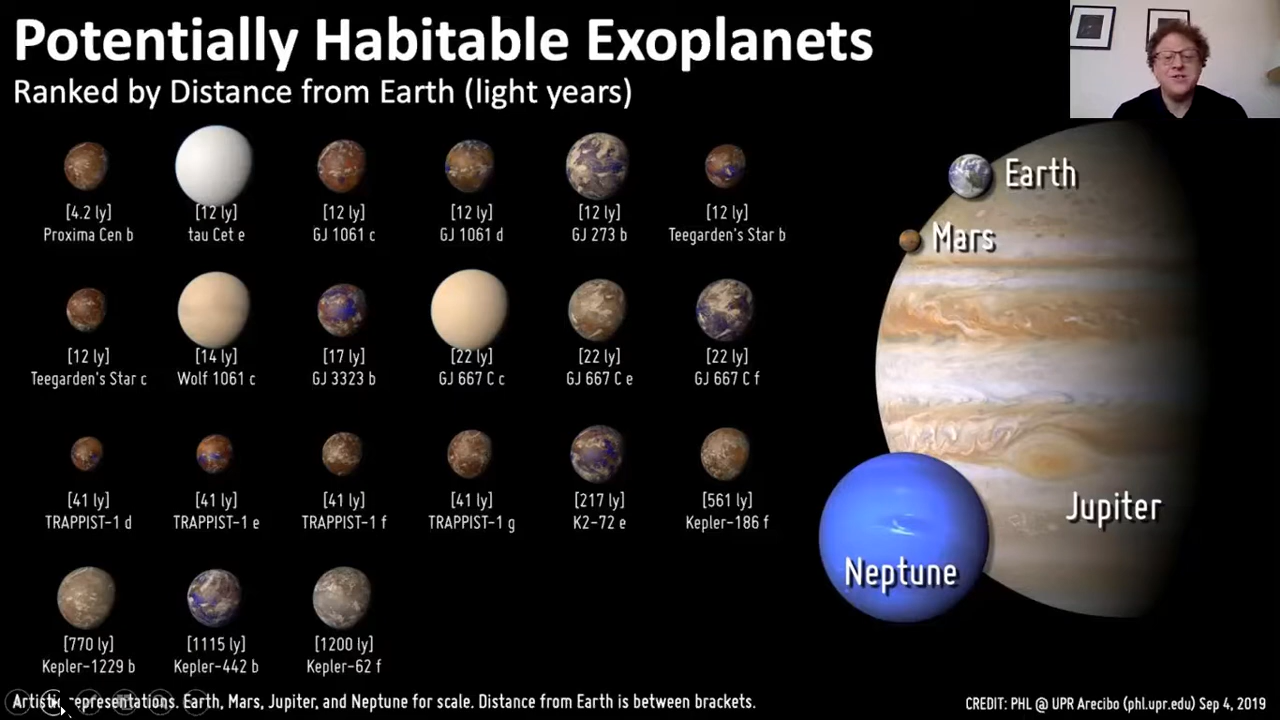 Potentially Habitable Exoplanets
Ranked by Distance from Earth (light years)
[4.2 ly]
Proxima Cen b
[12 ly]
tau Cet e
[12 ly]
GJ 1061 c
[12 ly]
GJ 1061 d
[12 ly]
GJ 273 b
[12 ly]
Teegarden's Star b
[12 ly]
Teegarden's Star c
[14 ly]
Wolf 1061 c
[17 ly]
GJ 3323 b
[22 ly]
GJ 667 C c
[22 ly]
GJ 667 C e
[22 ly]
GJ 667 C f
[41 ly]
TRAPPIST-1 d
[41 ly]
TRAPPIST-1 e
[41 ly]
TRAPPIST-1 f
[41 ly]
TRAPPIST-1 g
[217 ly]
K2-72 e
[561 ly]
Kepler-186 f
[770 ly]
Kepler-1229 b
[1115 ly]
Kepler-442 b
[1200 ly]
Kepler-62 f
Earth
Mars
Jupiter
Neptune
Artistic representations. Earth, Mars, Jupiter, and Neptune for scale. Distance from Earth is between brackets.
CREDIT: PHL @ UPR Arecibo (phl.upr.edu) Sep 4, 2019